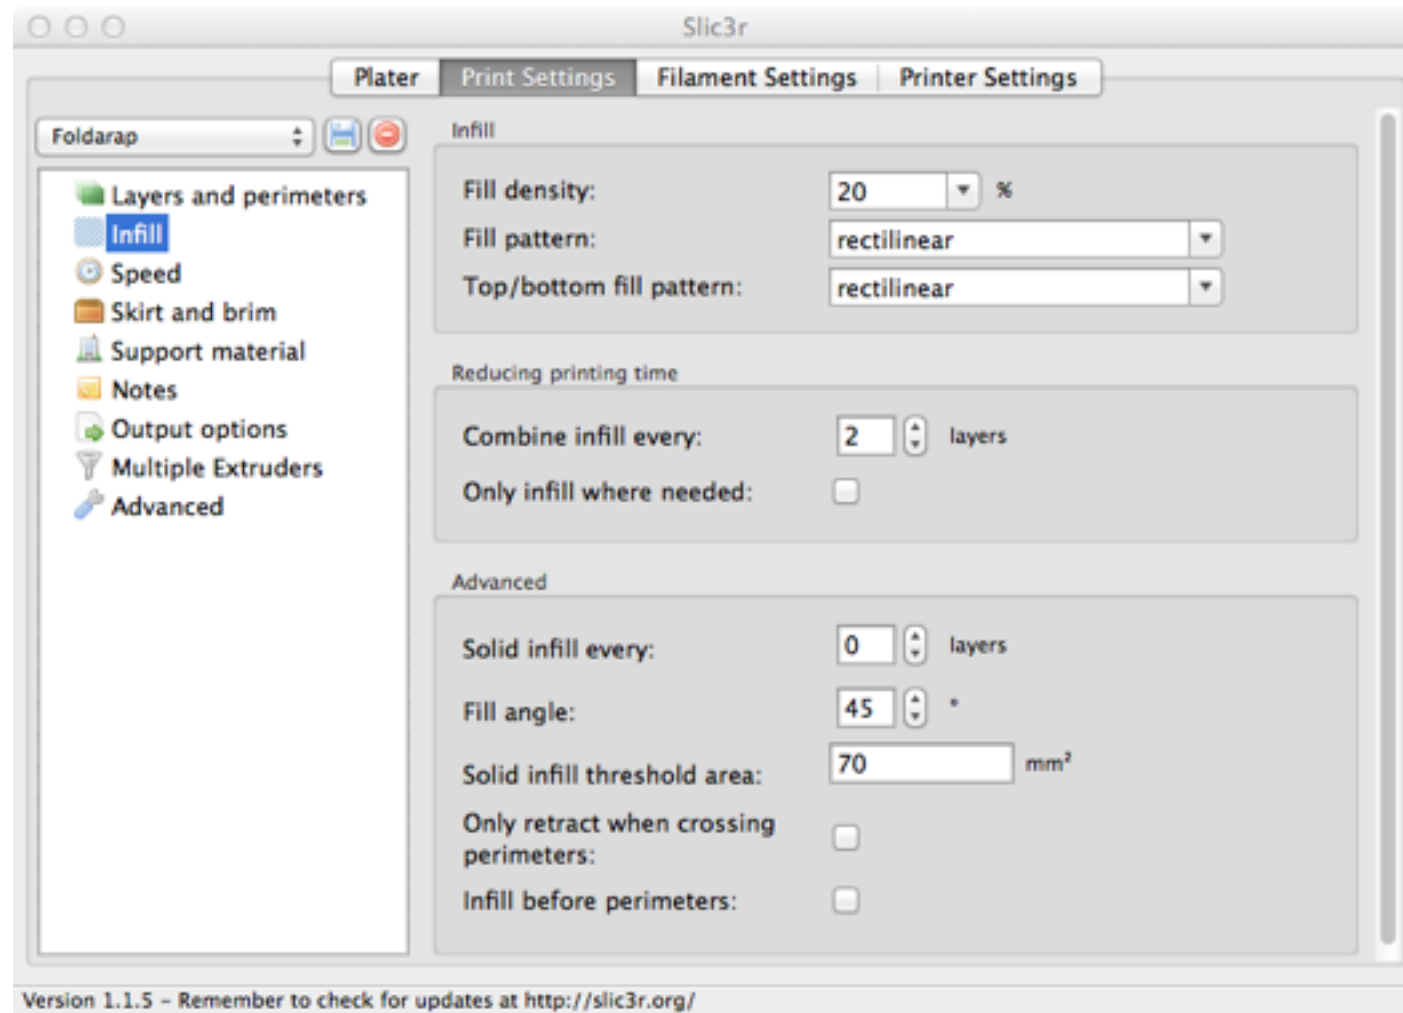 Slic3r
Plater Print Settings Filament Settings Printer Settings
Foldarap
Layers and perimeters
Infill
Speed
Skirt and brim
Support material
Notes
Output options
Multiple Extruders
Advanced
Infill
Fill density: 20 %
Fill pattern: rectilinear
Top/bottom fill pattern: rectilinear
Reducing printing time
Combine infill every: 2 layers
Only infill where needed:
Advanced
Solid infill every: 0 layers
Fill angle: 45 °
Solid infill threshold area: 70 mm²
Only retract when crossing
perimeters:
Infill before perimeters:
Version 1.1.5 – Remember to check for updates at http://slic3r.org/